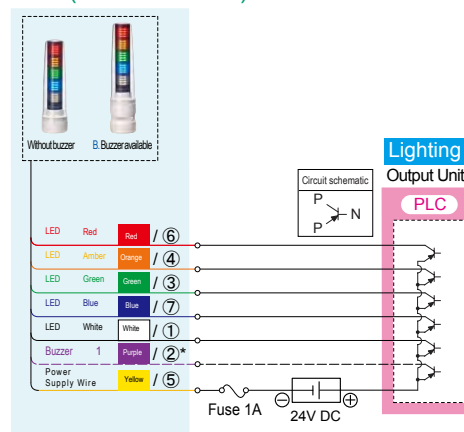 Without buzzer
B. Buzzer available
Lighting
Output Unit
PLC
Circuit schematic
P
N
P
LED Red Red / ⑥
LED Amber Orange / ④
LED Green Green / ③
LED Blue Blue / ⑦
LED White White / ①
Buzzer 1 Purple / ②*
Power
Supply Wire Yellow / ⑤
Fuse 1A
⊖ ⊕
24V DC